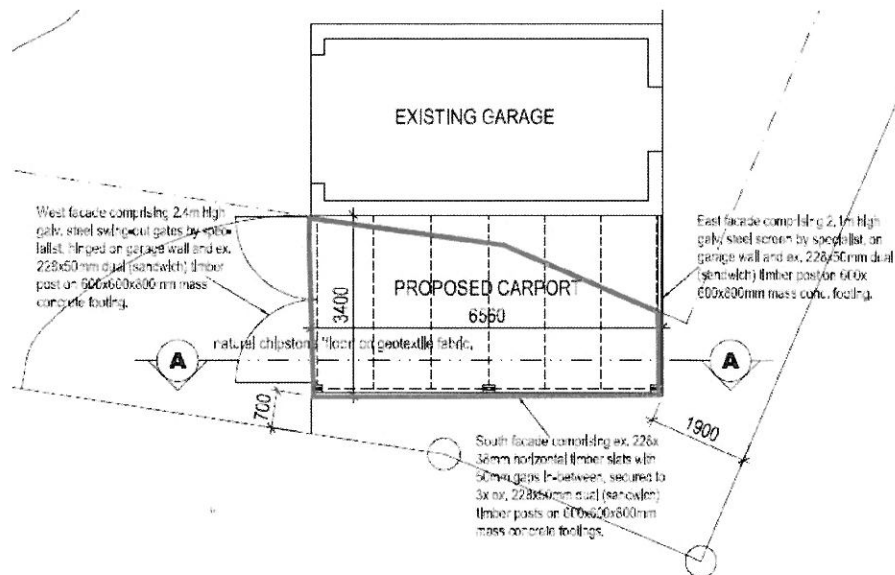 EXISTING GARAGE
West facade comprising 2,4m high
galv. steel swing-out gates by
ialist, hinged on garage wall and ex.
228x50mm dual (sandwich) timber
post on 600x600x800 mm mass
concrete footing.
East facade comprising 2,1m high
galv. steel screen by specialist, on
garage wall and ex. 228x50mm dual
(sandwich) timber post on 600x
600x800mm mass conc. footing.
PROPOSED CARPORT
6560
3400
natural chipstone 'floor' on geotextile fabric.
A
A
700
1900
South facade comprising ex. 228x
38mm horizontal timber slats with
50mm gaps in-between, secured to
3x ex. 228x50mm dual (sandwich)
timber posts on 600x600x800mm
mass concrete footings.